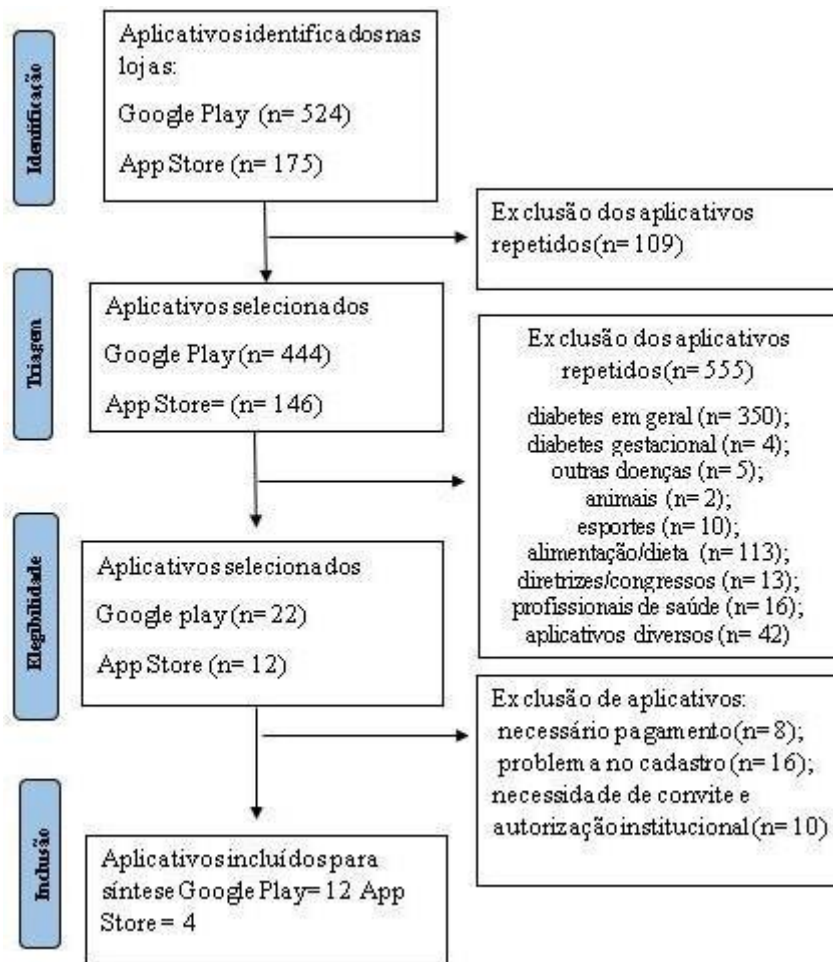 Identificação
Aplicativos identificados nas
lojas:
Google Play (n= 524)
App Store (n= 175)
Exclusão dos aplicativos
repetidos (n= 109)
Triagem
Aplicativos selecionados
Google Play (n= 444)
App Store= (n= 146)
Exclusão dos aplicativos
repetidos (n= 555)
diabetes em geral (n= 350);
diabetes gestacional (n= 4);
outras doenças (n= 5);
animais (n= 2);
esportes (n= 10);
alimentação/dieta (n= 113);
diretrizes/congressos (n= 13);
profissionais de saúde (n= 16);
aplicativos diversos (n= 42)
Elegibilidade
Aplicativos selecionados
Google play (n= 22)
App Store (n= 12)
Exclusão de aplicativos:
necessário pagamento (n= 8);
problema no cadastro (n= 16);
necessidade de convite e
autorização institucional (n= 10)
Inclusão
Aplicativos incluídos para
síntese Google Play= 12 App
Store = 4